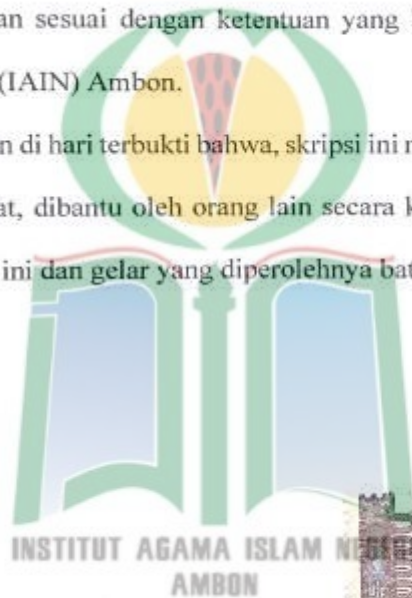 an sesuai dengan ketentuan yang
(IAIN) Ambon.
n di hari terbukti bahwa, skripsi ini
at, dibantu oleh orang lain secara
ini dan gelar yang diperolehnya
INSTITUT AGAMA ISLAM
AMBON